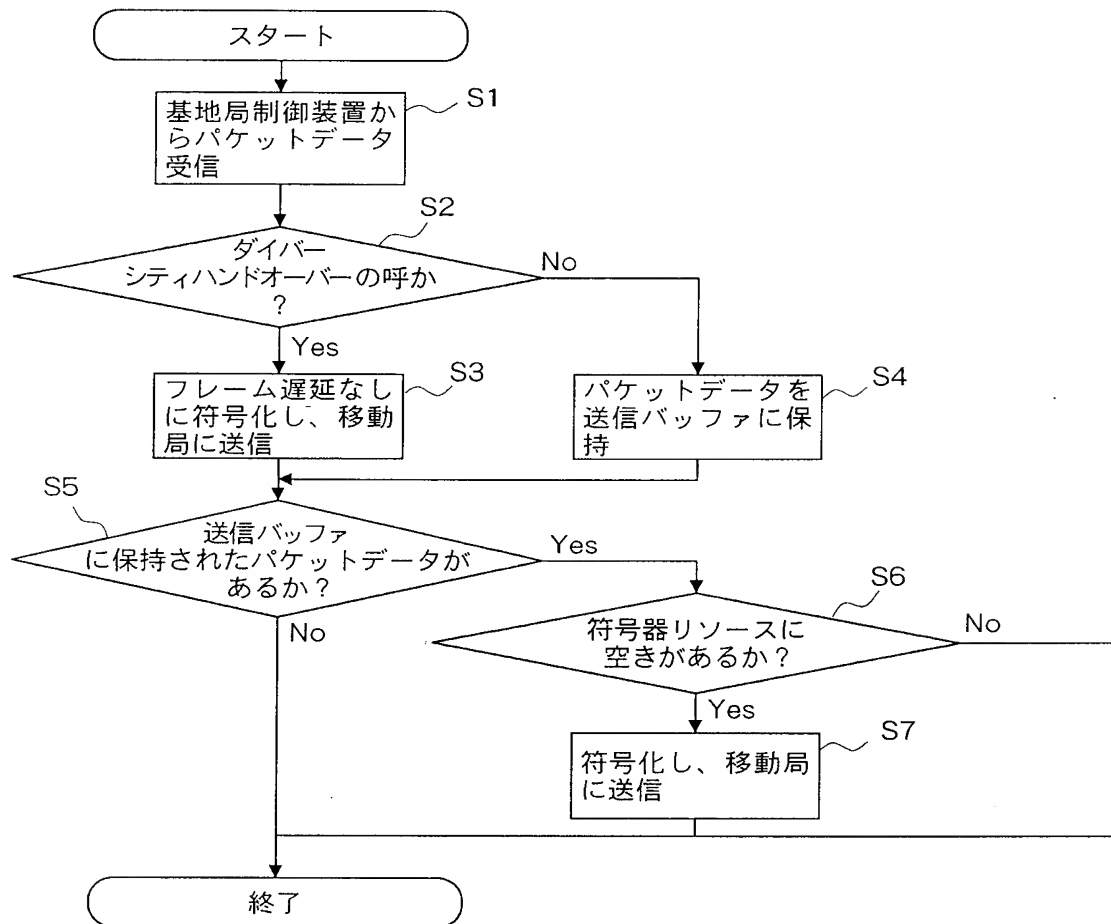 スタート
S1
基地局制御装置か
らパケットデータ
受信
S2
ダイバー
シティハンドオーバーの呼か
?
No
Yes
S3
フレーム遅延なし
に符号化し、移動
局に送信
S4
パケットデータを
送信バッファに保
持
S5
送信バッファ
に保持されたパケットデータが
あるか?
Yes
No
S6
符号器リソースに
空きがあるか?
No
Yes
S7
符号化し、移動局
に送信
終了